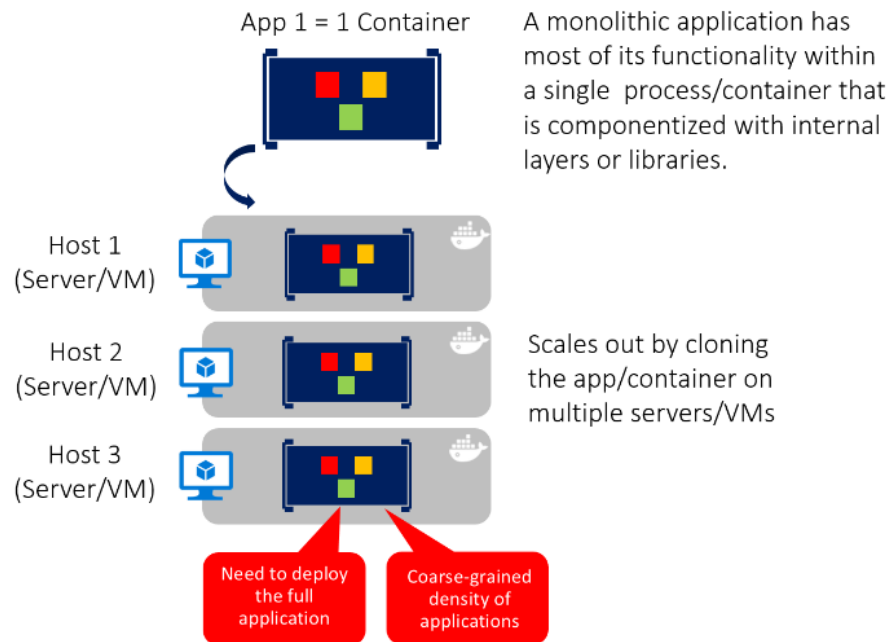 App 1 = 1 Container
A monolithic application has
most of its functionality within
a single  process/container that
is componentized with internal
layers or libraries.
Host 1
(Server/VM)
Host 2
(Server/VM)
Scales out by cloning
the app/container on
multiple servers/VMs
Host 3
(Server/VM)
Need to deploy
the full
application
Coarse-grained
density of
applications